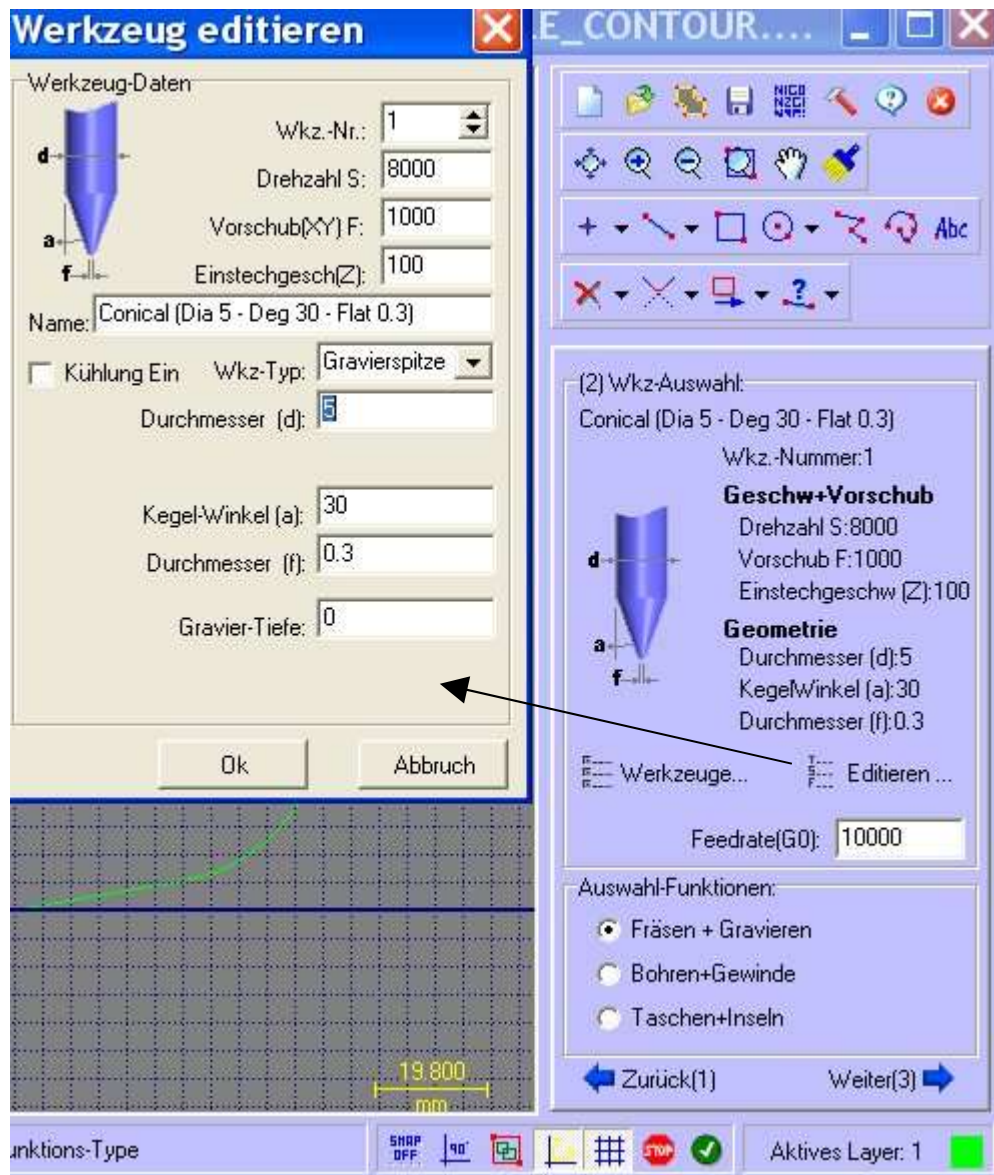 Werkzeug editieren
Werkzeug-Daten
d
a
f
Wkz.-Nr.: 1
Drehzahl S: 8000
Vorschub(XY) F: 1000
Einstechgesch(Z): 100
Name: Conical (Dia 5 - Deg 30 - Flat 0.3)
Kühlung Ein Wkz-Typ: Gravierspitze
Durchmesser (d): 5
Kegel-Winkel (a): 30
Durchmesser (f): 0.3
Gravier-Tiefe: 0
Ok Abbruch
19.800
mm
E_CONTOUR....
Abc
?
(2) Wkz-Auswahl:
Conical (Dia 5 - Deg 30 - Flat 0.3)
Wkz.-Nummer:1
Geschw+Vorschub
Drehzahl S:8000
Vorschub F:1000
Einstechgeschw (Z):100
d
a
f
Geometrie
Durchmesser (d):5
KegelWinkel (a):30
Durchmesser (f):0.3
Werkzeuge... Editieren ...
Feedrate(G0): 10000
Auswahl-Funktionen:
Fräsen + Gravieren
Bohren+Gewinde
Taschen+Inseln
Zurück(1) Weiter(3)
unktions-Type
SNAP
OFF
90°
STOP
Aktives Layer: 1